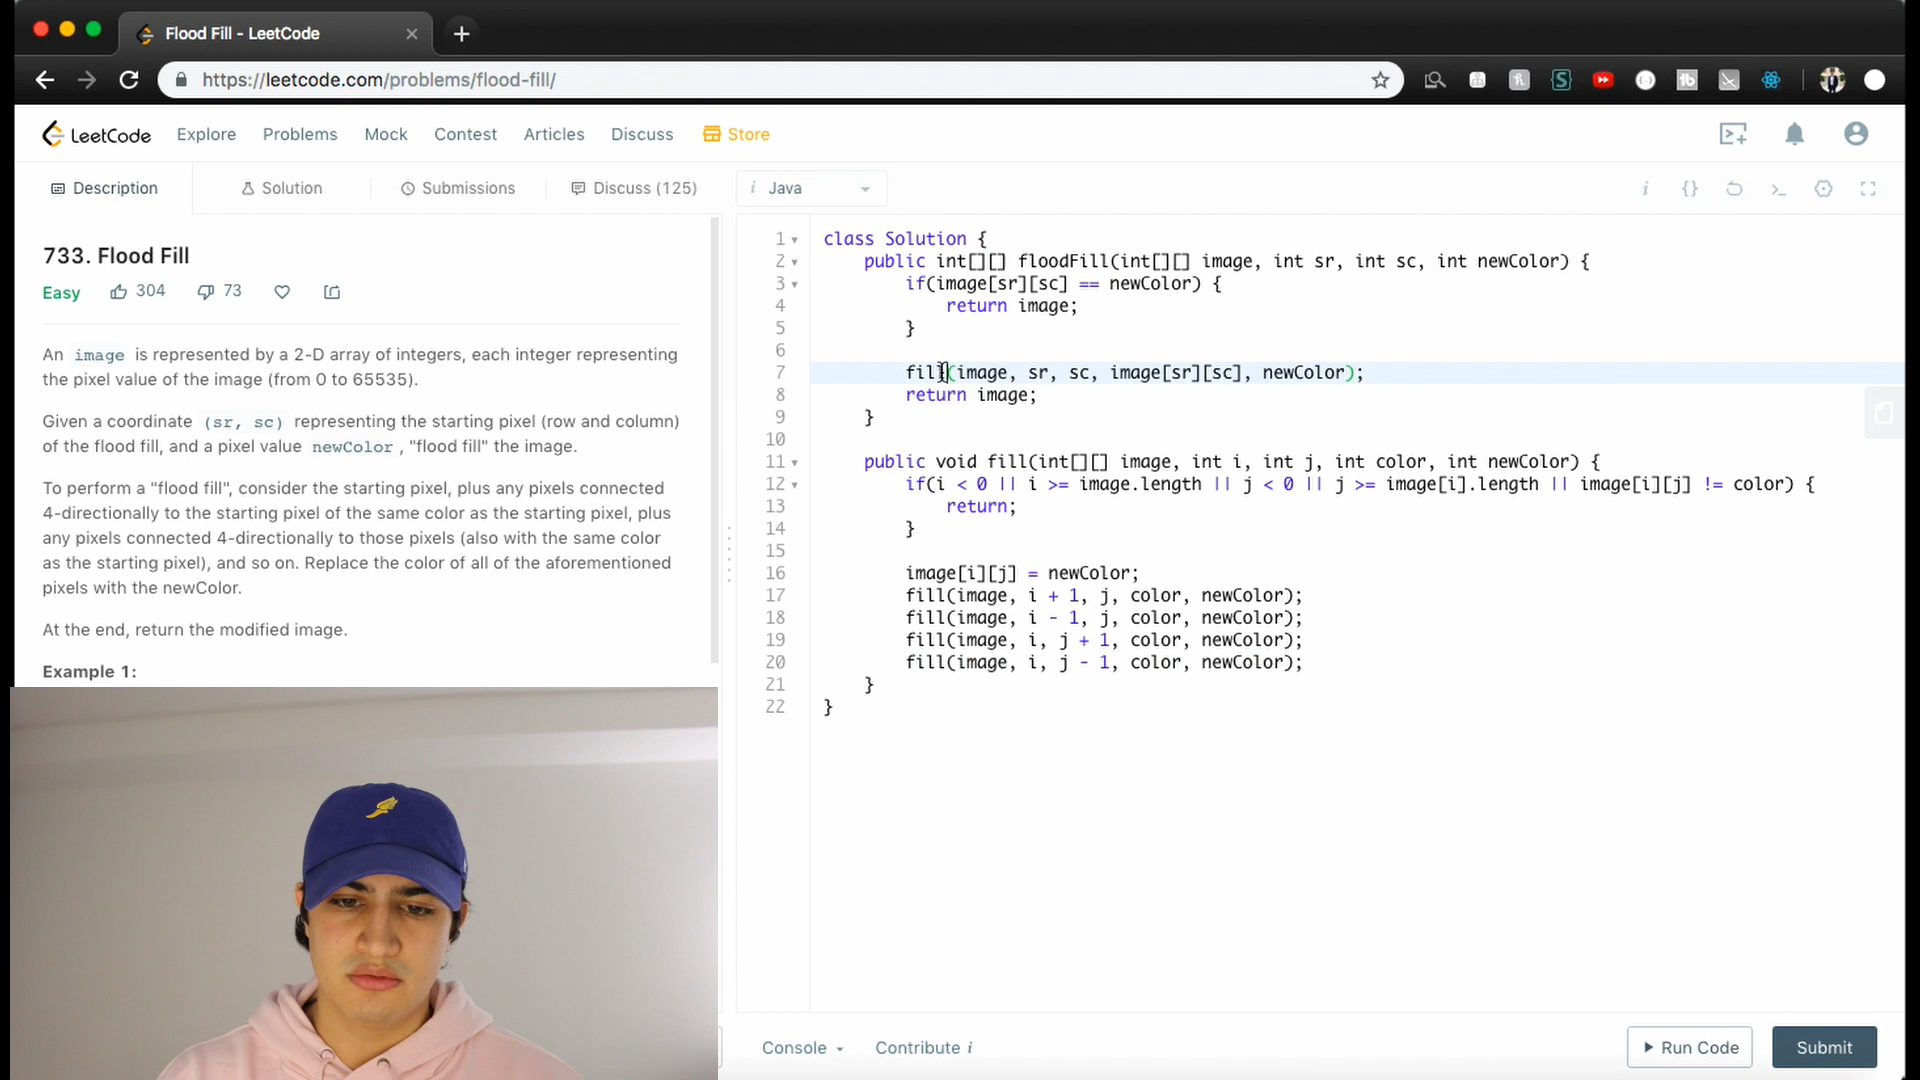 Flood Fill - LeetCode
https://leetcode.com/problems/flood-fill/
LeetCode Explore Problems Mock Contest Articles Discuss Store
Description Solution Submissions Discuss (125)
733. Flood Fill
Easy 304 73
An image is represented by a 2-D array of integers, each integer representing
the pixel value of the image (from 0 to 65535).
Given a coordinate (sr, sc) representing the starting pixel (row and column)
of the flood fill, and a pixel value newColor , "flood fill" the image.
To perform a "flood fill", consider the starting pixel, plus any pixels connected
4-directionally to the starting pixel of the same color as the starting pixel, plus
any pixels connected 4-directionally to those pixels (also with the same color
as the starting pixel), and so on. Replace the color of all of the aforementioned
pixels with the newColor.
At the end, return the modified image.
Example 1:
i Java
1 class Solution {
2 public int[][] floodFill(int[][] image, int sr, int sc, int newColor) {
3 if(image[sr][sc] == newColor) {
4 return image;
5 }
6
7 fill(image, sr, sc, image[sr][sc], newColor);
8 return image;
9 }
10
11 public void fill(int[][] image, int i, int j, int color, int newColor) {
12 if(i < 0 || i >= image.length || j < 0 || j >= image[i].length || image[i][j] != color) {
13 return;
14 }
15
16 image[i][j] = newColor;
17 fill(image, i + 1, j, color, newColor);
18 fill(image, i - 1, j, color, newColor);
19 fill(image, i, j + 1, color, newColor);
20 fill(image, i, j - 1, color, newColor);
21 }
22 }
Console Contribute i
Run Code Submit